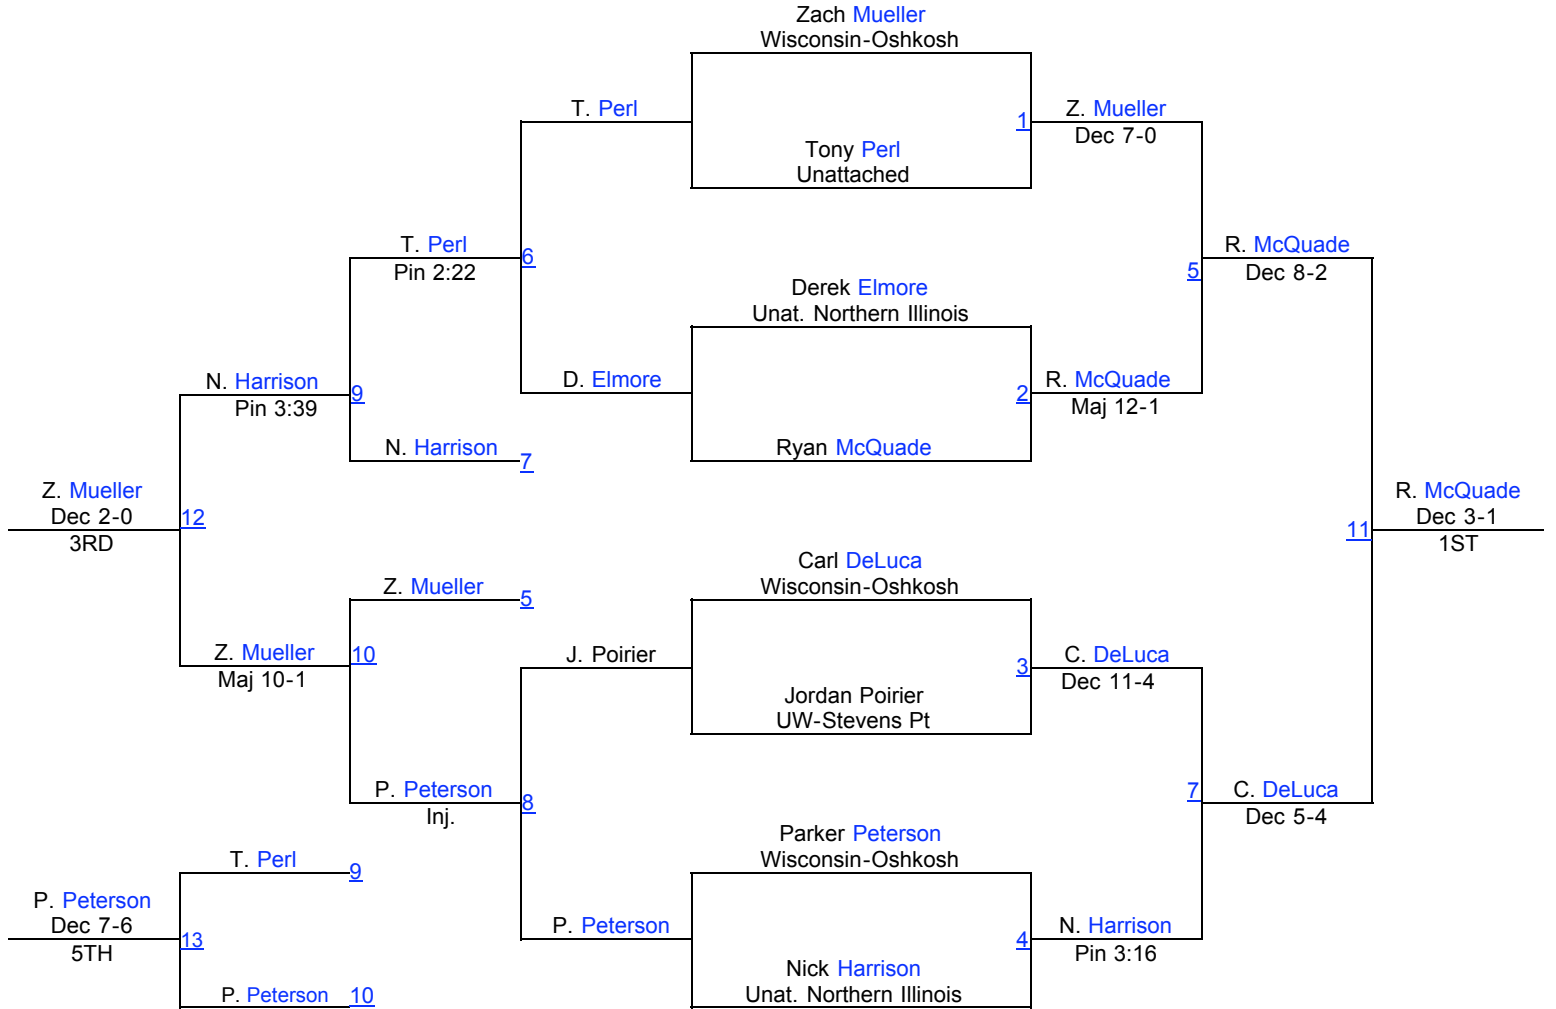 Zach Mueller
Wisconsin-Oshkosh
T. Perl
1
Z. Mueller
Dec 7-0
Tony Perl
Unattached
T. Perl
Pin 2:22
6
R. McQuade
Dec 8-2
5
Derek Elmore
Unat. Northern Illinois
N. Harrison
Pin 3:39
9
D. Elmore
2
R. McQuade
Maj 12-1
N. Harrison
7
Ryan McQuade
Z. Mueller
Dec 2-0
3RD
12
11
R. McQuade
Dec 3-1
1ST
Carl DeLuca
Wisconsin-Oshkosh
Z. Mueller
5
Z. Mueller
Maj 10-1
10
J. Poirier
3
C. DeLuca
Dec 11-4
Jordan Poirier
UW-Stevens Pt
P. Peterson
Inj.
8
7
C. DeLuca
Dec 5-4
Parker Peterson
Wisconsin-Oshkosh
T. Perl
9
P. Peterson
Dec 7-6
5TH
13
P. Peterson
4
N. Harrison
Pin 3:16
Nick Harrison
Unat. Northern Illinois
P. Peterson
10